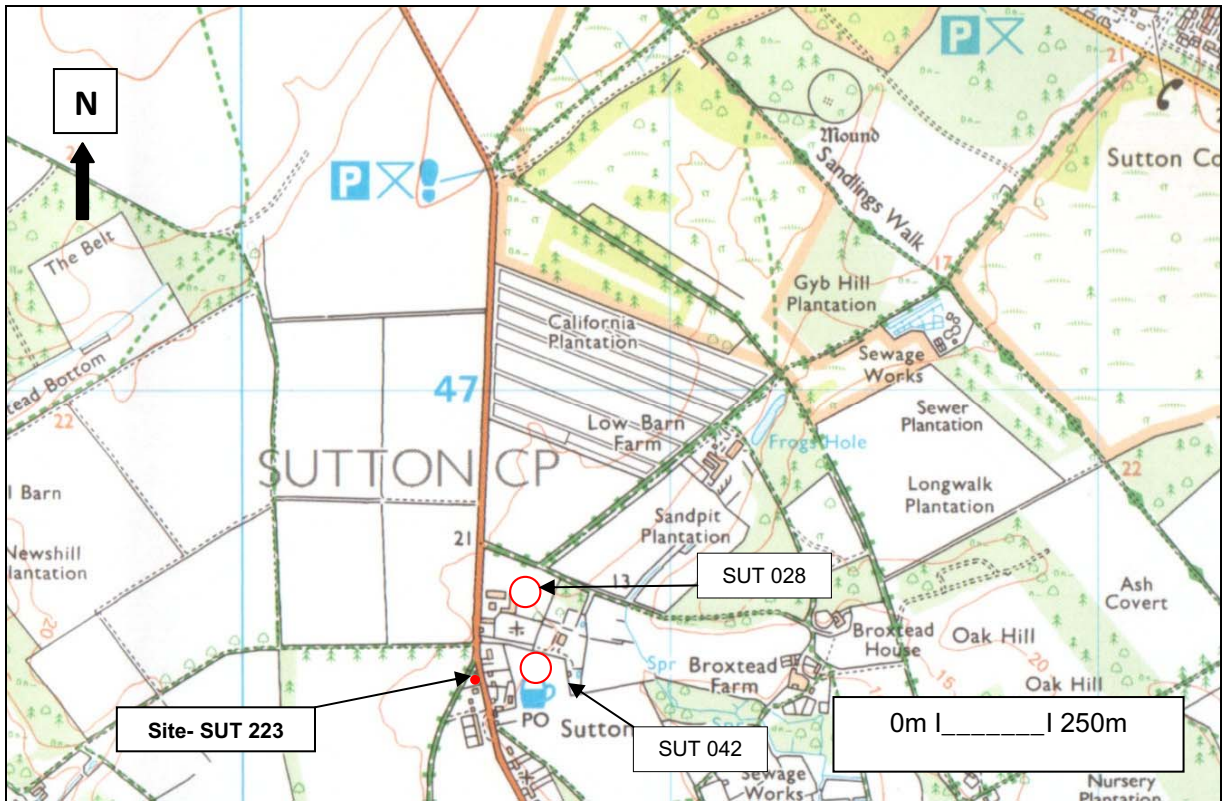 N
P
21
Mound
Sutton Co
Sandlings Walk
P
The Belt
17
Gyb Hill
Plantation
California
Plantation
Sewage
Works
47
tead Bottom
22
Low Barn
Farm
Sewer
Plantation
Frogs Hole
SUTTON CP
22
l Barn
Longwalk
Plantation
Sandpit
Plantation
21
Newshill
lantation
13
SUT 028
Ash
Covert
20
Broxtead
House
Oak Hill
Spr
Broxtead
Farm
20
15
Oak Hill
Site- SUT 223
PO
Sutton
SUT 042
0m I_______I 250m
Sewage
Works
Nursery
Plantation